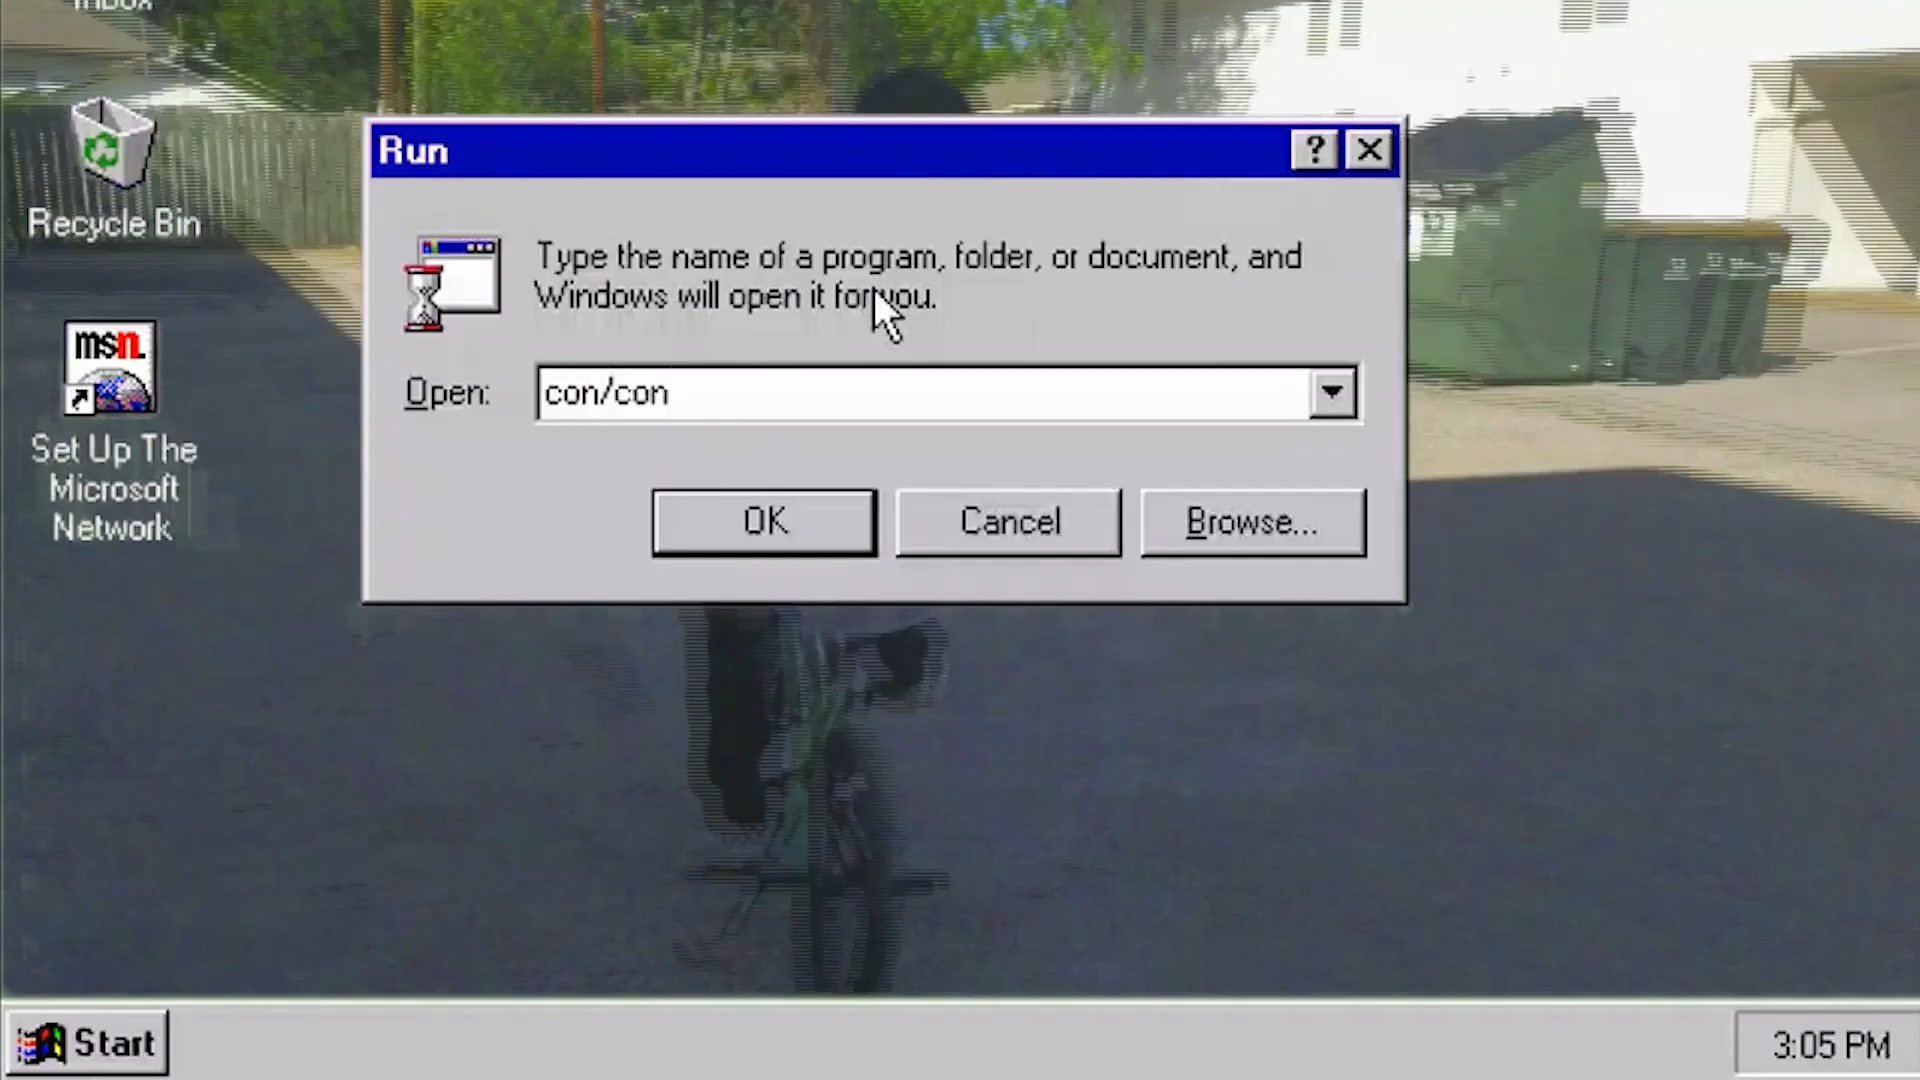 Inbox
Recycle Bin
msn.
Set Up The
Microsoft
Network
Run
?
Type the name of a program, folder, or document, and
Windows will open it for you.
Open:
con/con
OK
Cancel
Browse...
Start
3:05 PM